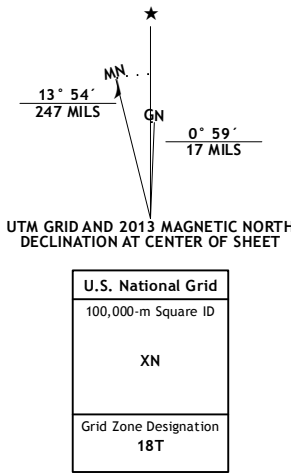 MN
GN
13° 54´
247 MILS
0° 59´
17 MILS
UTM GRID AND 2013 MAGNETIC NORTH
DECLINATION AT CENTER OF SHEET
U.S. National Grid
100,000-m Square ID
XN
Grid Zone Designation
18T